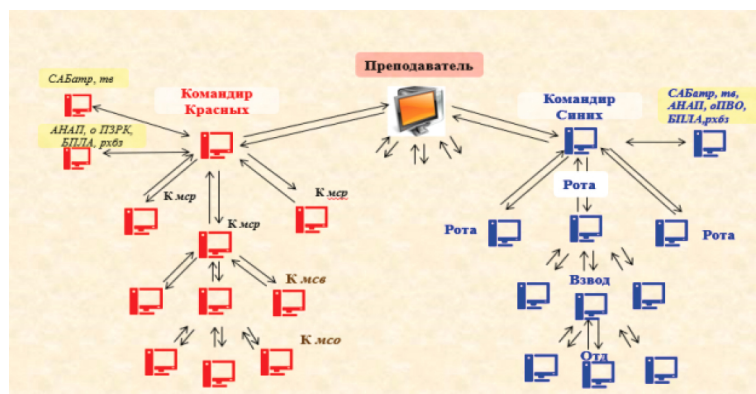 Преподаватель
САБатр, тв
Командир
Красных
АНАП, о ПЗРК,
БПЛА, рхбз
Командир
Синих
САБатр, тв,
АНАП, оПВО,
БПЛА,рхбз
К мср
К мср
К мср
К мсв
К мсо
Рота
Рота
Рота
Взвод
Отд